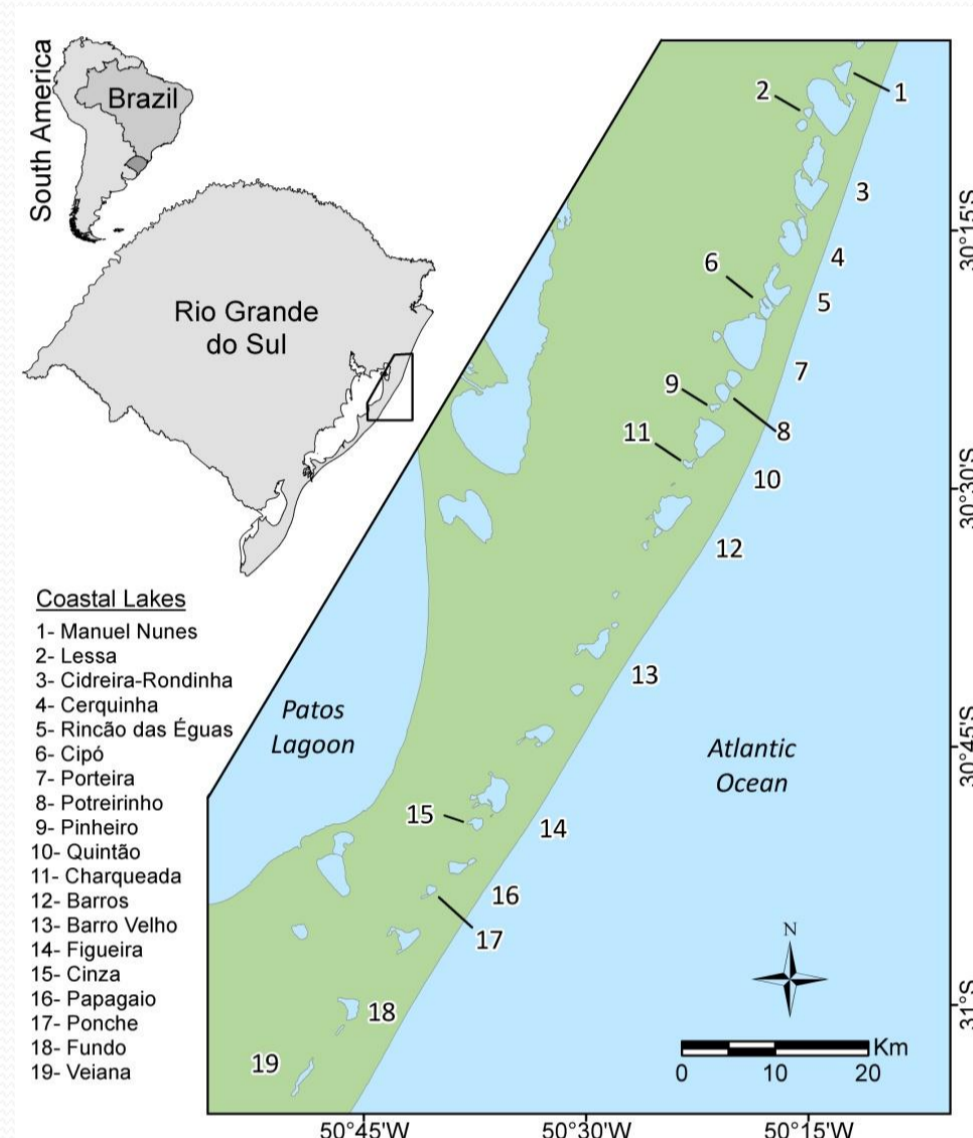 South America
Brazil
Rio Grande
do Sul
Coastal Lakes
1- Manuel Nunes
2- Lessa
3- Cidreira-Rondinha
4- Cerquinha
5- Rincão das Éguas
6- Cipó
7- Porteira
8- Potreirinho
9- Pinheiro
10- Quintão
11- Charqueada
12- Barros
13- Barro Velho
14- Figueira
15- Cinza
16- Papagaio
17- Ponche
18- Fundo
19- Veiana
Patos
Lagoon
Atlantic
Ocean
1
2
3
4
5
6
7
8
9
10
11
12
13
14
15
16
17
18
19
N
Km
0 10 20
30°15'S
30°30'S
30°45'S
31°S
50°45'W 50°30'W 50°15'W